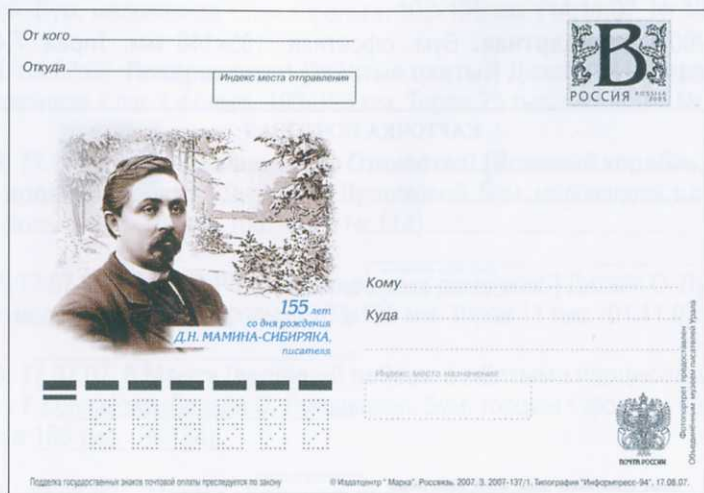 От кого
Откуда
Индекс места отправления
В
РОССИЯ ROSSIJA
155 лет
со дня рождения
Д.Н. МАМИНА-СИБИРЯКА,
писателя
Кому
Куда
Индекс места назначения
Фотопортрет предоставлен
Объединённым музеем писателей Урала
ПОЧТА РОССИИ
Подделка государственных знаков почтовой оплаты преследуется по закону
© Издатцентр "Марка". Россвязь. 2007. З. 2007-137/1. Типография "Информпресс-94". 17.08.07.